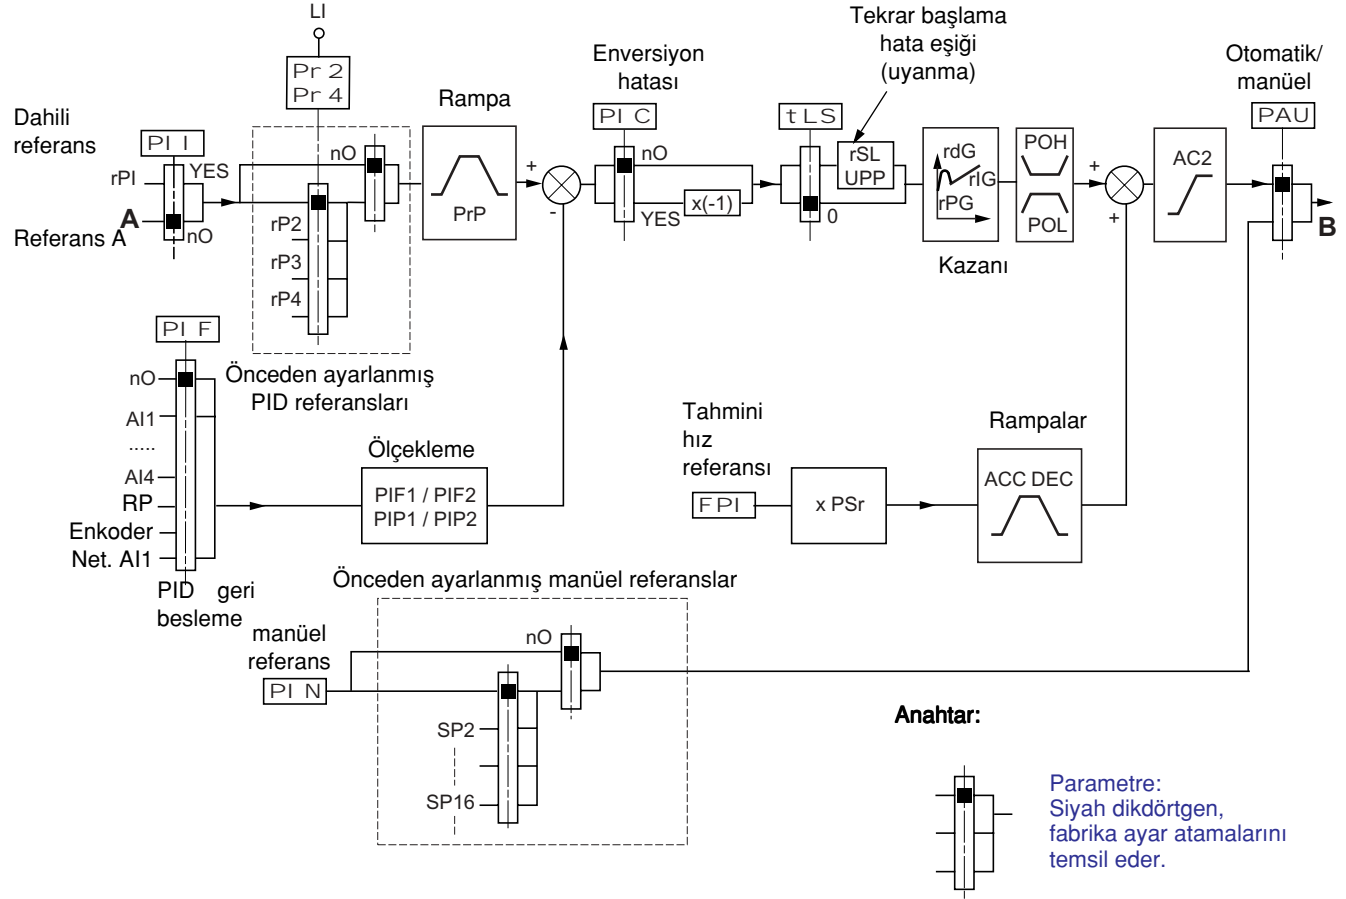 LI
Pr 2
Pr 4
Dahili
referans
PI I
YES
rPI
A
Referans A
nO
nO
rP2
rP3
rP4
Önceden ayarlanmış
PID referansları
Rampa
PrP
+
-
Enversiyon
hatası
PI C
nO
YES
x(-1)
Tekrar başlama
hata eşiği
(uyanma)
tLS
rSL
UPP
0
rdG
rIG
rPG
Kazanı
POH
POL
+
+
AC2
Otomatik/
manüel
PAU
B
PI F
nO
AI1
.....
AI4
RP
Enkoder
Net. AI1
PID geri
besleme
Ölçekleme
PIF1 / PIF2
PIP1 / PIP2
Tahmini
hız
referansı
FPI
x PSr
Rampalar
ACC DEC
Önceden ayarlanmış manüel referanslar
manüel
referans
PI N
nO
SP2
SP16
Anahtar:
Parametre:
Siyah dikdörtgen,
fabrika ayar atamalarını
temsil eder.